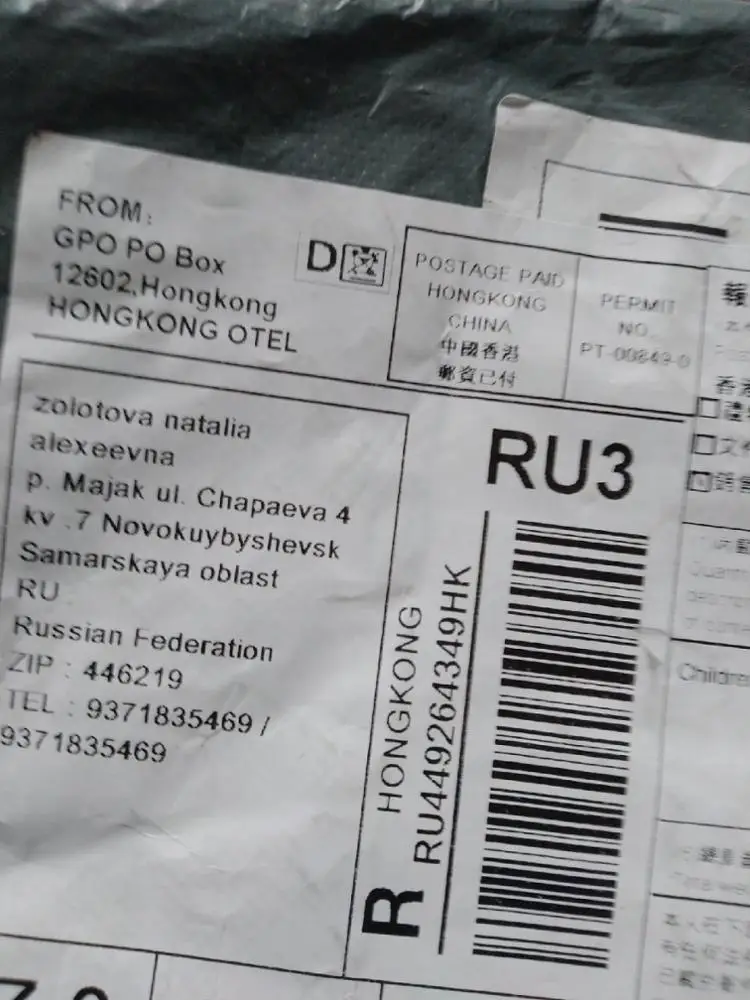 FROM:
GPO PO Box
12602,Hongkong
HONGKONG OTEL
D
POSTAGE PAID
HONGKONG
CHINA
中國香港
郵資已付
PERMIT
NO.
PT-00849-0
zolotova natalia
alexeevna
p. Majak ul. Chapaeva 4
kv .7 Novokuybyshevsk
Samarskaya oblast
RU
Russian Federation
ZIP : 446219
TEL : 9371835469 /
9371835469
RU3
HONGKONG
RU449264349HK
R
香港